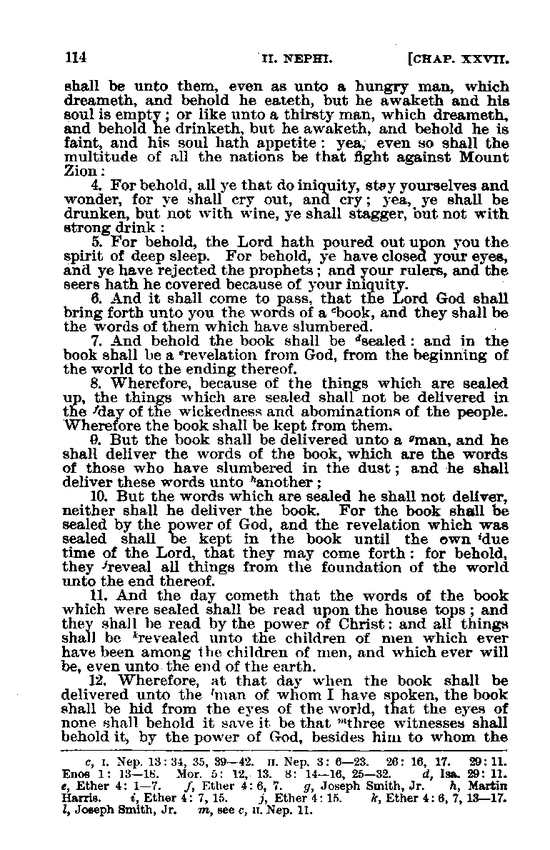 114 II. NEPHI. [CHAP. XXVII.
shall be unto them, even as unto a hungry man, which
dreameth, and behold he eateth, but he awaketh and his
soul is empty; or like unto a thirsty man, which dreameth,
and behold he drinketh, but he awaketh, and behold he is
faint, and his soul hath appetite: yea, even so shall the
multitude of all the nations be that fight against Mount
Zion:
4. For behold, all ye that do iniquity, stay yourselves and
wonder, for ye shall cry out, and cry; yea, ye shall be
drunken, but not with wine, ye shall stagger, but not with
strong drink:
5. For behold, the Lord hath poured out upon you the
spirit of deep sleep. For behold, ye have closed your eyes,
and ye have rejected the prophets; and your rulers, and the
seers hath he covered because of your iniquity.
6. And it shall come to pass, that the Lord God shall
bring forth unto you the words of a ᶜbook, and they shall be
the words of them which have slumbered.
7. And behold the book shall be ᵈsealed: and in the
book shall be a ᵉrevelation from God, from the beginning of
the world to the ending thereof.
8. Wherefore, because of the things which are sealed
up, the things which are sealed shall not be delivered in
the ᶠday of the wickedness and abominations of the people.
Wherefore the book shall be kept from them.
9. But the book shall be delivered unto a ᵍman, and he
shall deliver the words of the book, which are the words
of those who have slumbered in the dust; and he shall
deliver these words unto ʰanother;
10. But the words which are sealed he shall not deliver,
neither shall he deliver the book. For the book shall be
sealed by the power of God, and the revelation which was
sealed shall be kept in the book until the own ⁱdue
time of the Lord, that they may come forth: for behold,
they ʲreveal all things from the foundation of the world
unto the end thereof.
11. And the day cometh that the words of the book
which were sealed shall be read upon the house tops; and
they shall be read by the power of Christ: and all things
shall be ᵏrevealed unto the children of men which ever
have been among the children of men, and which ever will
be, even unto the end of the earth.
12. Wherefore, at that day when the book shall be
delivered unto the ˡman of whom I have spoken, the book
shall be hid from the eyes of the world, that the eyes of
none shall behold it save it be that ᵐthree witnesses shall
behold it, by the power of God, besides him to whom the
c, I. Nep. 13: 34, 35, 39—42. II. Nep. 3: 6—23. 26: 16, 17. 29: 11.
Enos 1: 13—18. Mor. 5: 12, 13. 8: 14—16, 25—32. d, Isa. 29: 11.
e, Ether 4: 1—7. f, Ether 4: 6, 7. g, Joseph Smith, Jr. h, Martin
Harris. i, Ether 4: 7, 15. j, Ether 4: 15. k, Ether 4: 6, 7, 13—17.
l, Joseph Smith, Jr. m, see c, II. Nep. 11.